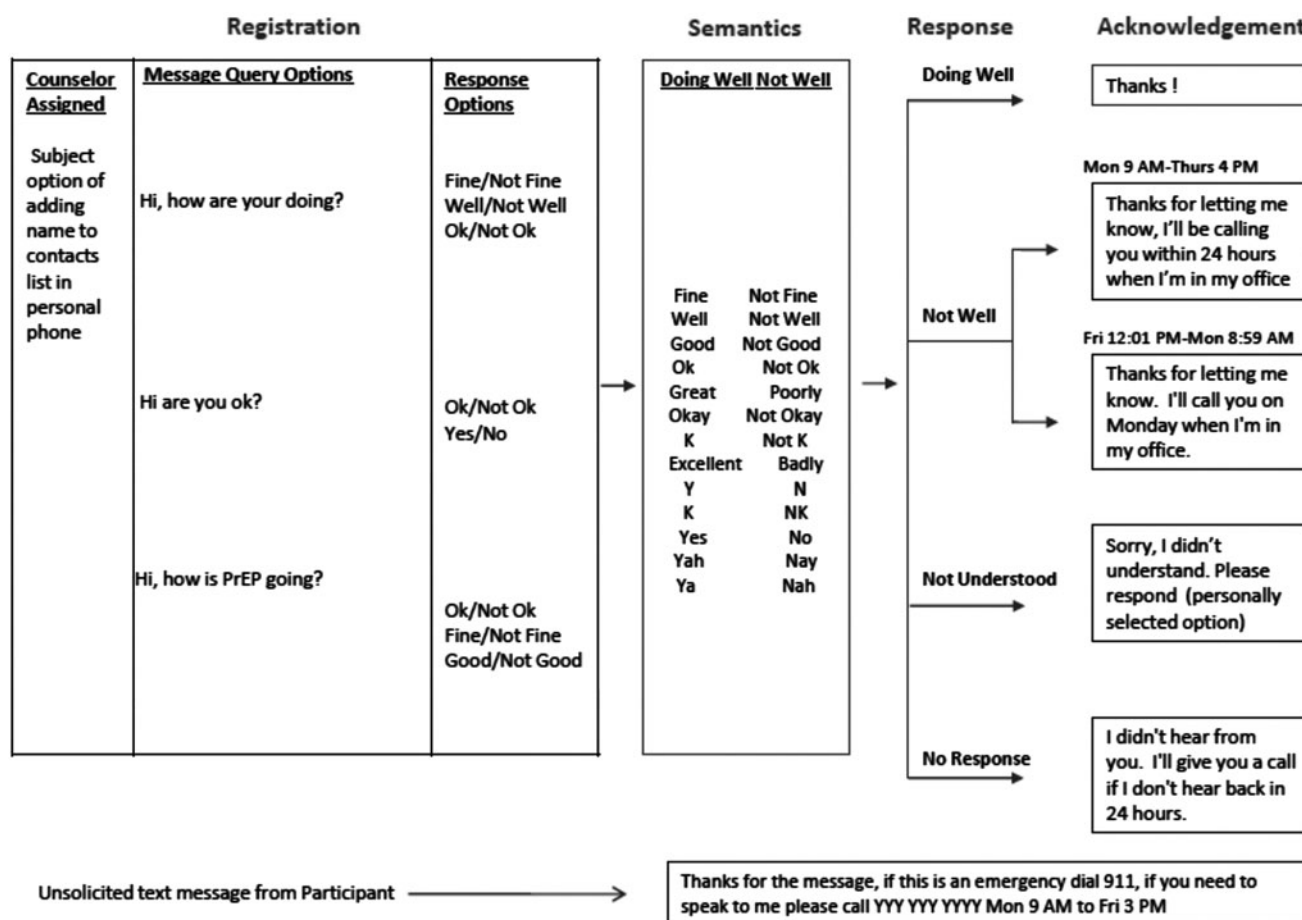 Registration
Semantics
Response
Acknowledgement
Counselor
Assigned
Subject
option of
adding
name to
contacts
list in
personal
phone
Message Query Options
Hi, how are your doing?
Hi are you ok?
Hi, how is PrEP going?
Response
Options
Fine/Not Fine
Well/Not Well
Ok/Not Ok
Ok/Not Ok
Yes/No
Ok/Not Ok
Fine/Not Fine
Good/Not Good
Doing Well Not Well
Fine Not Fine
Well Not Well
Good Not Good
Ok Not Ok
Great Poorly
Okay Not Okay
K Not K
Excellent Badly
Y N
K NK
Yes No
Yah Nay
Ya Nah
Doing Well
Thanks !
Not Well
Mon 9 AM-Thurs 4 PM
Thanks for letting me
know, I’ll be calling
you within 24 hours
when I’m in my office
Fri 12:01 PM-Mon 8:59 AM
Thanks for letting me
know. I'll call you on
Monday when I'm in
my office.
Not Understood
Sorry, I didn’t
understand. Please
respond (personally
selected option)
No Response
I didn't hear from
you. I'll give you a call
if I don't hear back in
24 hours.
Unsolicited text message from Participant
Thanks for the message, if this is an emergency dial 911, if you need to
speak to me please call YYY YYY YYYY Mon 9 AM to Fri 3 PM